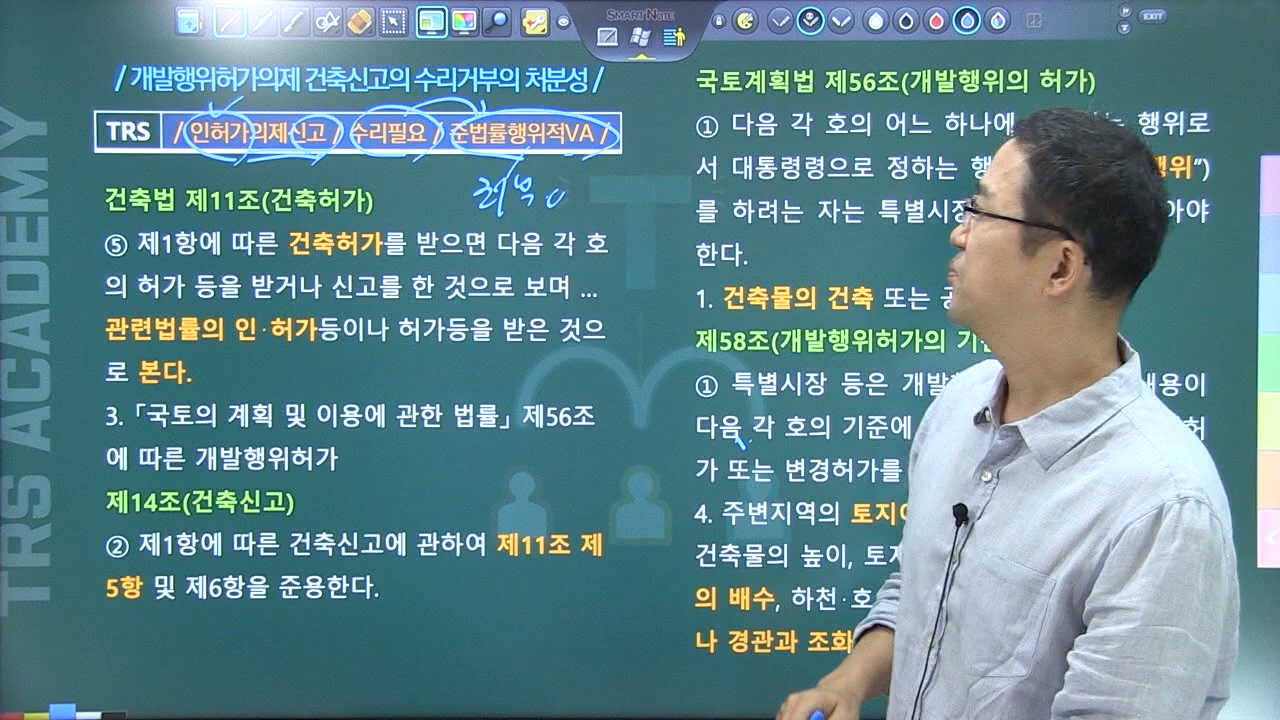 SMARTNOTE
EXIT
TRS ACADEMY
/ 개발행위허가의제 건축신고의 수리거부의 처분성 /
TRS / 인허가의제신고 / 수리필요 / 준법률행위적VA /
건축법 제11조(건축허가)
⑤ 제1항에 따른 건축허가를 받으면 다음 각 호
의 허가 등을 받거나 신고를 한 것으로 보며 ...
관련법률의 인·허가등이나 허가등을 받은 것으
로 본다.
3.「국토의 계획 및 이용에 관한 법률」제56조
에 따른 개발행위허가
제14조(건축신고)
② 제1항에 따른 건축신고에 관하여 제11조 제
5항 및 제6항을 준용한다.
국토계획법 제56조(개발행위의 허가)
① 다음 각 호의 어느 하나에 행위로
서 대통령령으로 정하는 행위”)
를 하려는 자는 특별시장 아야
한다.
1. 건축물의 건축 또는
제58조(개발행위허가의
① 특별시장 등은 개발 내용이
다음 각 호의 기준에 허
가 또는 변경허가를
4. 주변지역의 토지
건축물의 높이, 토지
의 배수, 하천·호
나 경관과 조화